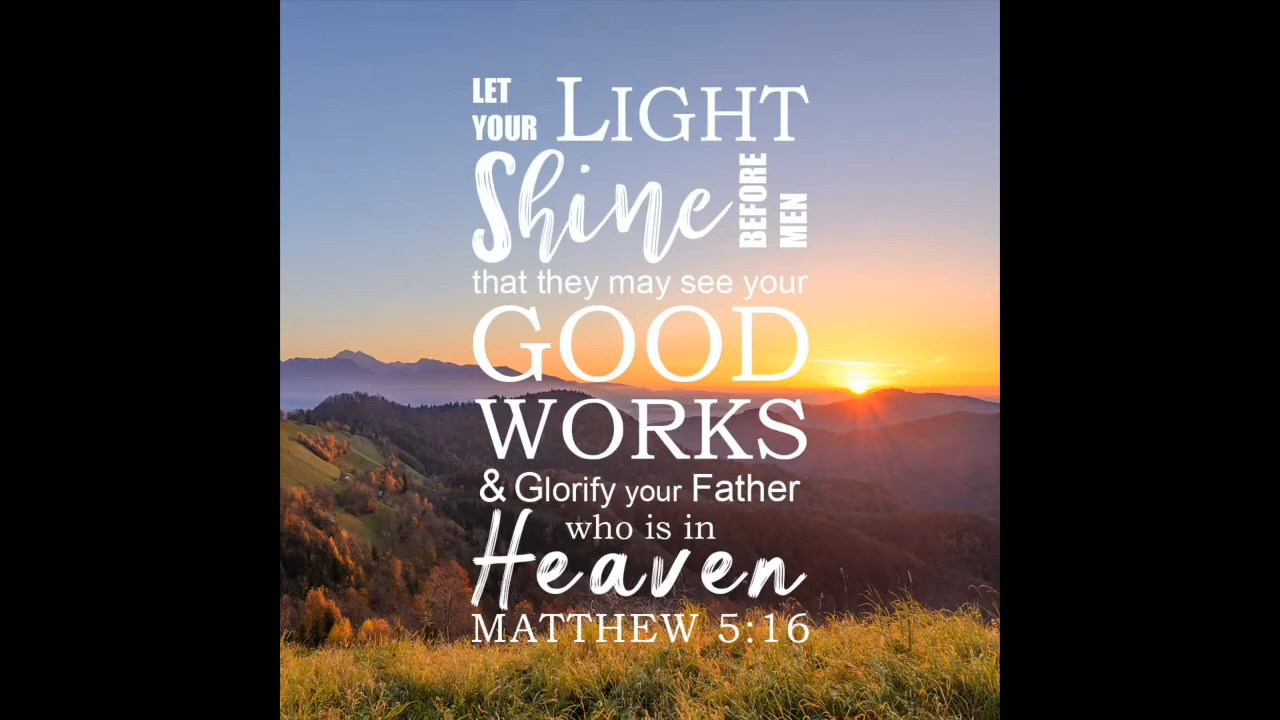 LET
YOUR LIGHT
Shine BEFORE MEN
that they may see your
GOOD
WORKS
& Glorify your Father
who is in
Heaven
MATTHEW 5:16